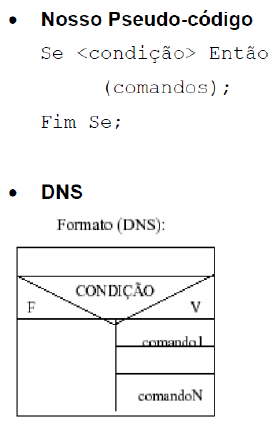 • Nosso Pseudo-código
Se <condição> Então
(comandos);
Fim Se;
• DNS
Formato (DNS):
CONDIÇÃO
F V
comando1
comandoN